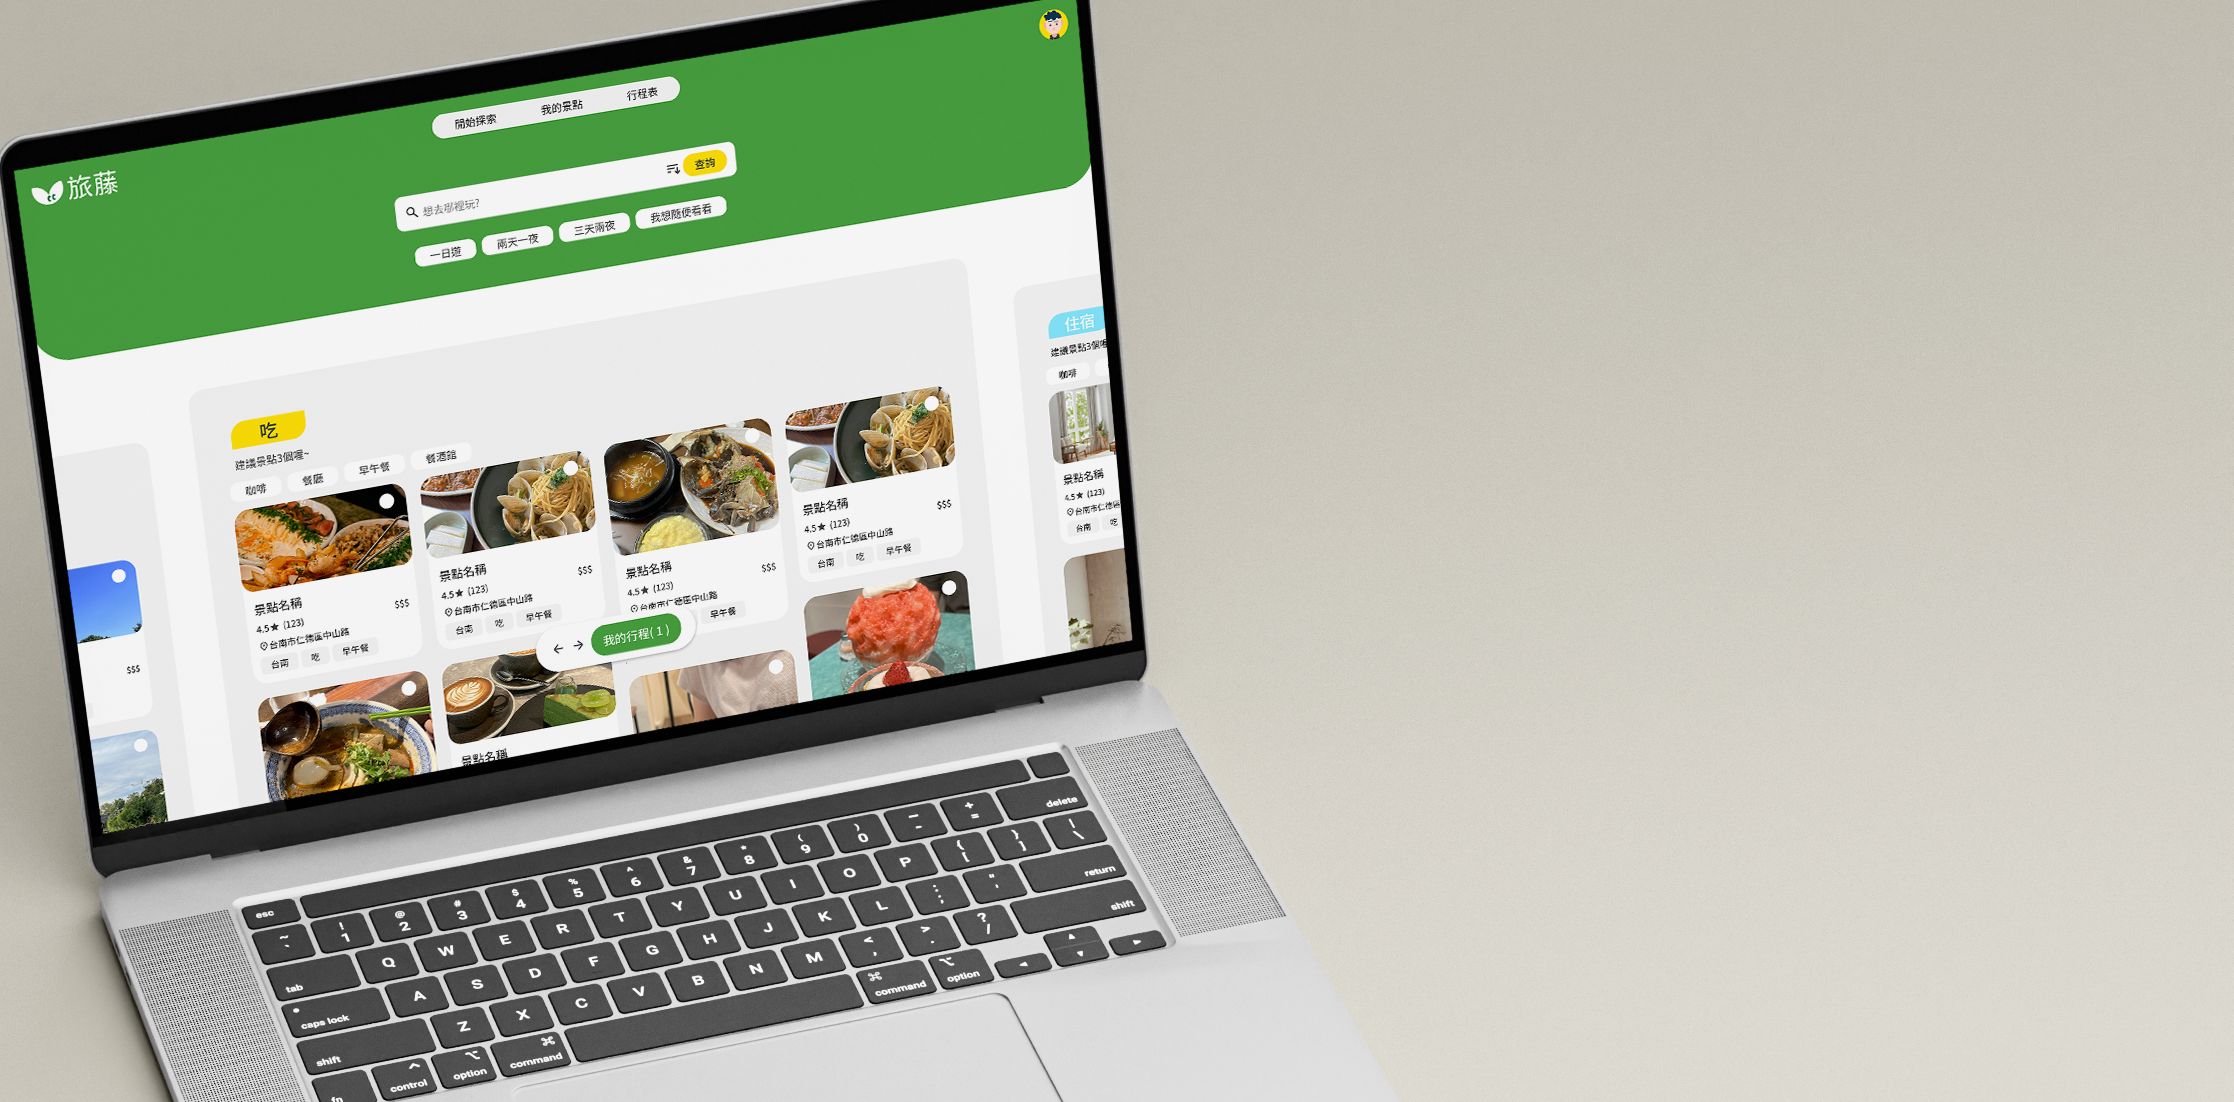 旅藤
開始探索 我的景點 行程表
想去哪裡玩? 查詢
一日遊 兩天一夜 三天兩夜 我想隨便看看
吃
建議景點3個喔~
咖啡 餐廳 早午餐 餐酒館
景點名稱
4.5★ (123) $$$
台南市仁德區中山路
台南 吃 早午餐
景點名稱
4.5★ (123) $$$
台南市仁德區中山路
台南 吃 早午餐
景點名稱
4.5★ (123) $$$
台南市仁德區中山路
早午餐
景點名稱
4.5★ (123) $$$
台南市仁德區中山路
台南 吃 早午餐
住宿
建議景點3個喔
咖啡
景點名稱
4.5★ (123)
台南市仁德
台南 吃
$$$
← → 我的行程( 1 )
景點名稱
esc
~ ` ! 1 @ 2 # 3 $ 4 % 5 ^ 6 & 7 * 8 ( 9 ) 0 — - + = delete
tab Q W E R T Y U I O P { [ } ] | \
caps lock A S D F G H J K L : ; " ' return
shift Z X C V B N M < , > . ? / shift
fn control option command command option